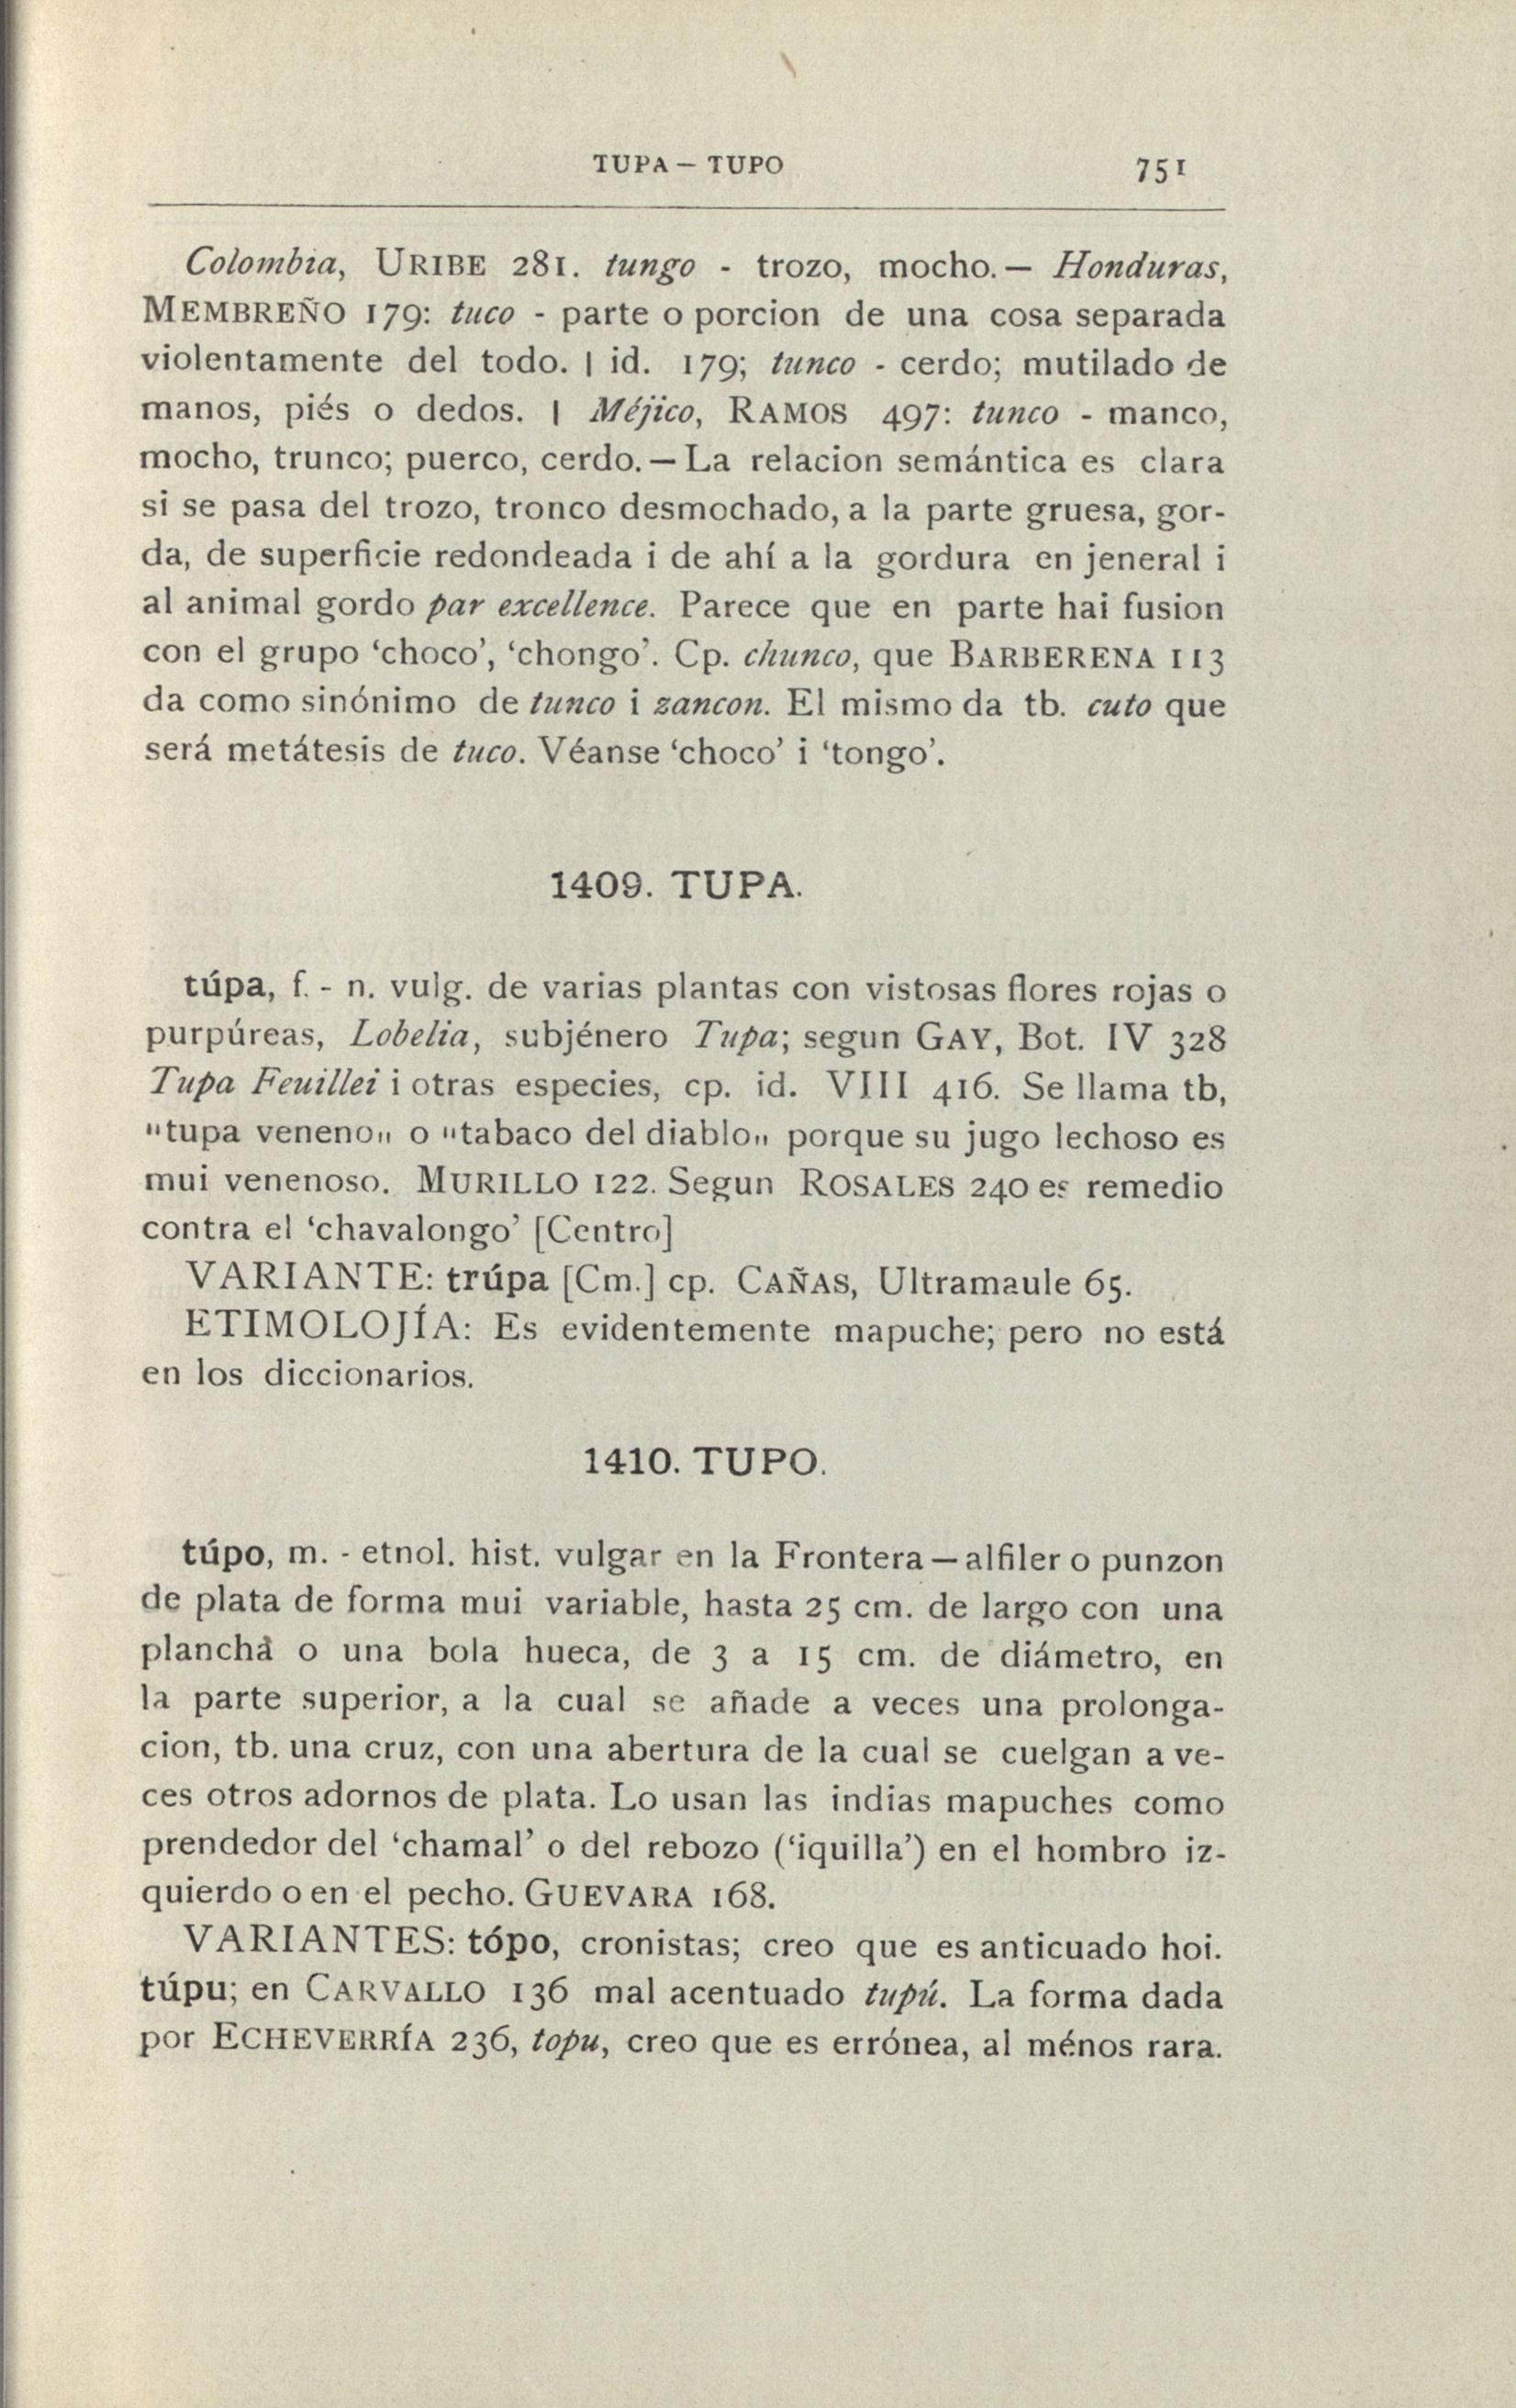 TUPA — TUPO 751
Colombia, URIBE 281. tungo - trozo, mocho. — Honduras,
MEMBREÑO 179: tuco - parte o porcion de una cosa separada
violentamente del todo. | id. 179; tunco - cerdo; mutilado de
manos, piés o dedos. | Méjico, RAMOS 497: tunco - manco,
mocho, trunco; puerco, cerdo. — La relacion semántica es clara
si se pasa del trozo, tronco desmochado, a la parte gruesa, gor-
da, de superficie redondeada i de ahí a la gordura en jeneral i
al animal gordo par excellence. Parece que en parte hai fusion
con el grupo ‘choco’, ‘chongo’. Cp. chunco, que BARBERENA 113
da como sinónimo de tunco i zancon. El mismo da tb. cuto que
será metátesis de tuco. Véanse ‘choco’ i ‘tongo’.
1409. TUPA.
túpa, f. - n. vulg. de varias plantas con vistosas flores rojas o
purpúreas, Lobelia, subjénero Tupa; segun GAY, Bot. IV 328
Tupa Feuillei i otras especies, cp. id. VIII 416. Se llama tb,
"tupa veneno„ o "tabaco del diablo„ porque su jugo lechoso es
mui venenoso. MURILLO 122. Segun ROSALES 240 es remedio
contra el ‘chavalongo’ [Centro]
VARIANTE: trúpa [Cm.] cp. CAÑAS, Ultramaule 65.
ETIMOLOJÍA: Es evidentemente mapuche; pero no está
en los diccionarios.
1410. TUPO.
túpo, m. - etnol. hist. vulgar en la Frontera — alfiler o punzon
de plata de forma mui variable, hasta 25 cm. de largo con una
plancha o una bola hueca, de 3 a 15 cm. de diámetro, en
la parte superior, a la cual se añade a veces una prolonga-
cion, tb. una cruz, con una abertura de la cual se cuelgan a ve-
ces otros adornos de plata. Lo usan las indias mapuches como
prendedor del ‘chamal’ o del rebozo (‘iquilla’) en el hombro iz-
quierdo o en el pecho. GUEVARA 168.
VARIANTES: tópo, cronistas; creo que es anticuado hoi.
túpu; en CARVALLO 136 mal acentuado tupú. La forma dada
por ECHEVERRÍA 236, topu, creo que es errónea, al ménos rara.